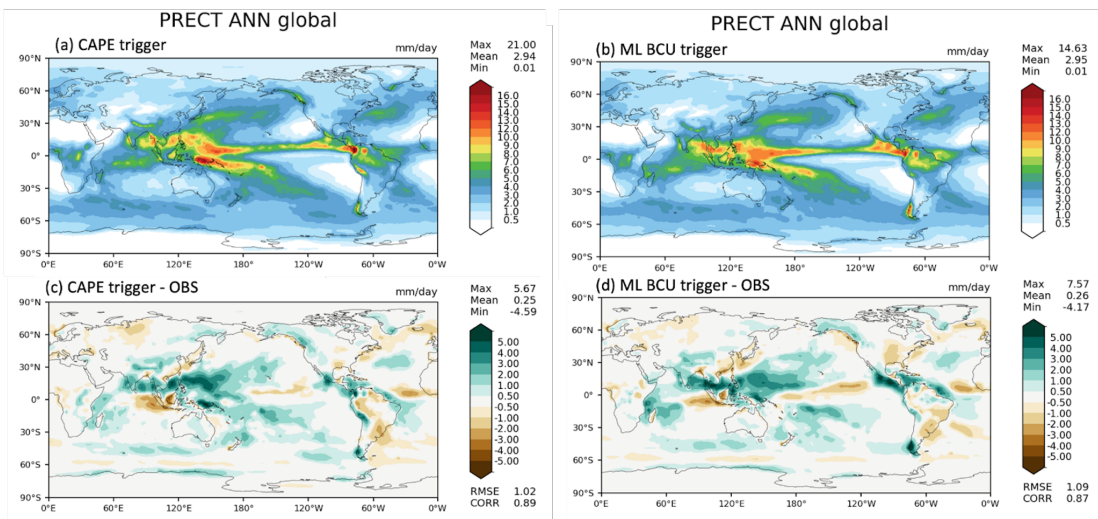 PRECT ANN global
(a) CAPE trigger
mm/day
Max 21.00
Mean 2.94
Min 0.01
90°N
60°N
30°N
0°
30°S
60°S
90°S
0°E 60°E 120°E 180° 120°W 60°W 0°W
16.0
15.0
14.0
13.0
12.0
11.0
10.0
9.0
8.0
7.0
6.0
5.0
4.0
3.0
2.0
1.0
0.5
PRECT ANN global
(b) ML BCU trigger
mm/day
Max 14.63
Mean 2.95
Min 0.01
90°N
60°N
30°N
0°
30°S
60°S
90°S
0°E 60°E 120°E 180° 120°W 60°W 0°W
16.0
15.0
14.0
13.0
12.0
11.0
10.0
9.0
8.0
7.0
6.0
5.0
4.0
3.0
2.0
1.0
0.5
(c) CAPE trigger - OBS
mm/day
Max 5.67
Mean 0.25
Min -4.59
90°N
60°N
30°N
0°
30°S
60°S
90°S
0°E 60°E 120°E 180° 120°W 60°W 0°W
5.00
4.00
3.00
2.00
1.00
0.50
-0.50
-1.00
-2.00
-3.00
-4.00
-5.00
RMSE 1.02
CORR 0.89
(d) ML BCU trigger - OBS
mm/day
Max 7.57
Mean 0.26
Min -4.17
90°N
60°N
30°N
0°
30°S
60°S
90°S
0°E 60°E 120°E 180° 120°W 60°W 0°W
5.00
4.00
3.00
2.00
1.00
0.50
-0.50
-1.00
-2.00
-3.00
-4.00
-5.00
RMSE 1.09
CORR 0.87